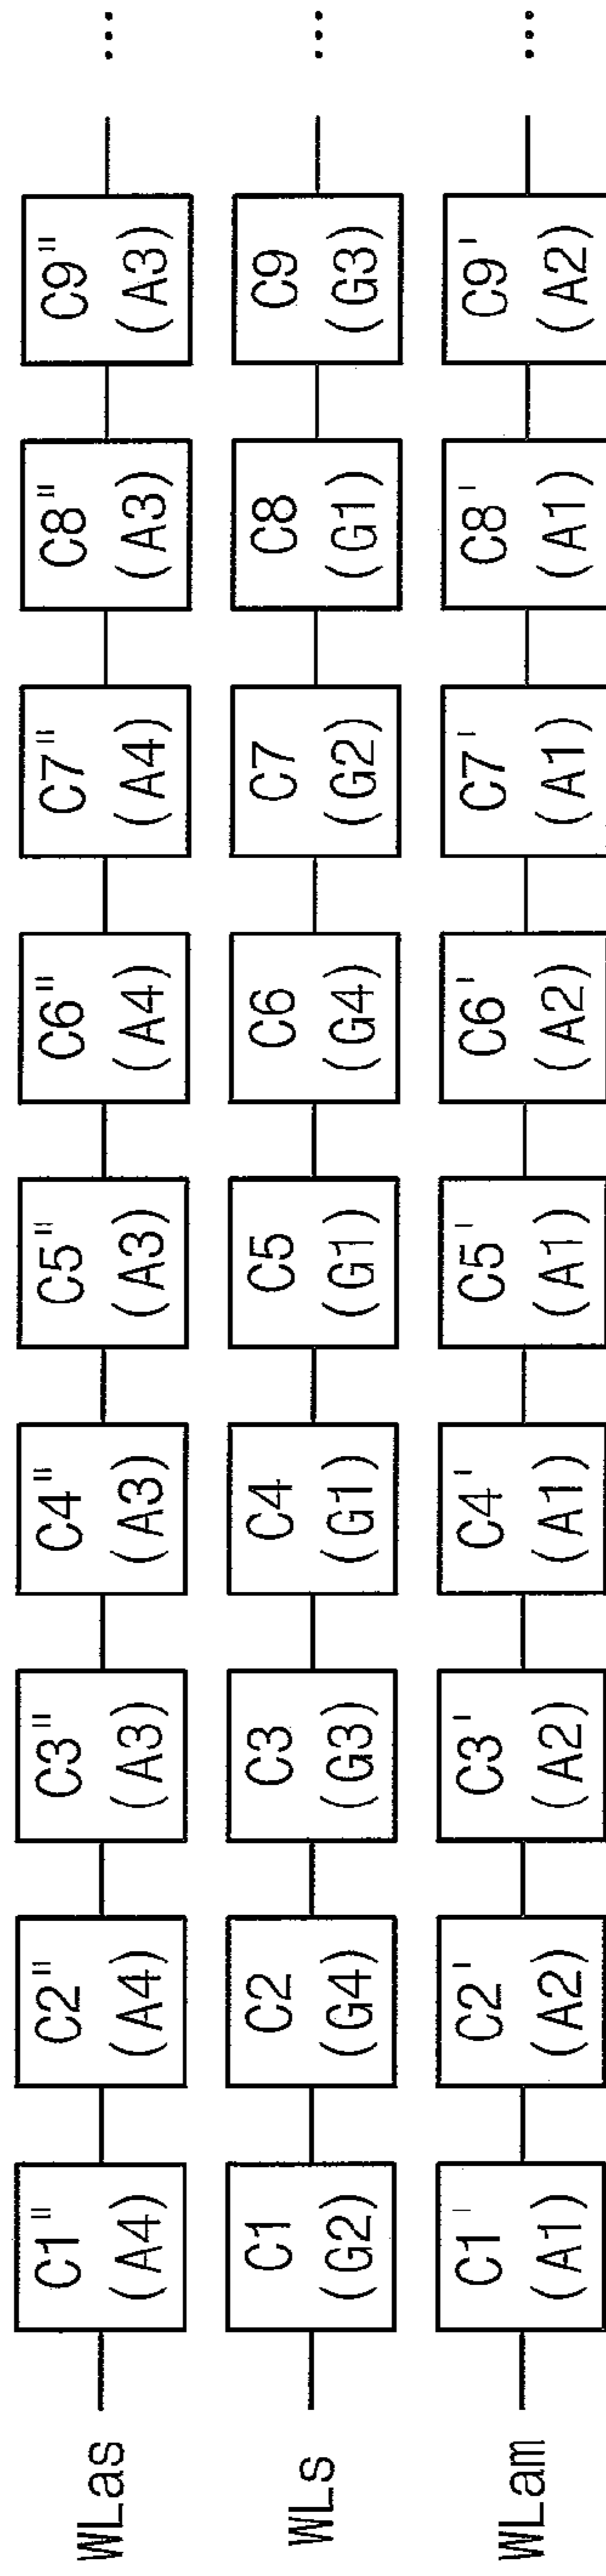 WLas
C1"
(A4)
C2"
(A4)
C3"
(A3)
C4"
(A3)
C5"
(A3)
C6"
(A4)
C7"
(A4)
C8"
(A3)
C9"
(A3)
...
WLs
C1
(G2)
C2
(G4)
C3
(G3)
C4
(G1)
C5
(G1)
C6
(G4)
C7
(G2)
C8
(G1)
C9
(G3)
...
WLam
C1'
(A1)
C2'
(A2)
C3'
(A2)
C4'
(A1)
C5'
(A1)
C6'
(A2)
C7'
(A1)
C8'
(A1)
C9'
(A2)
...